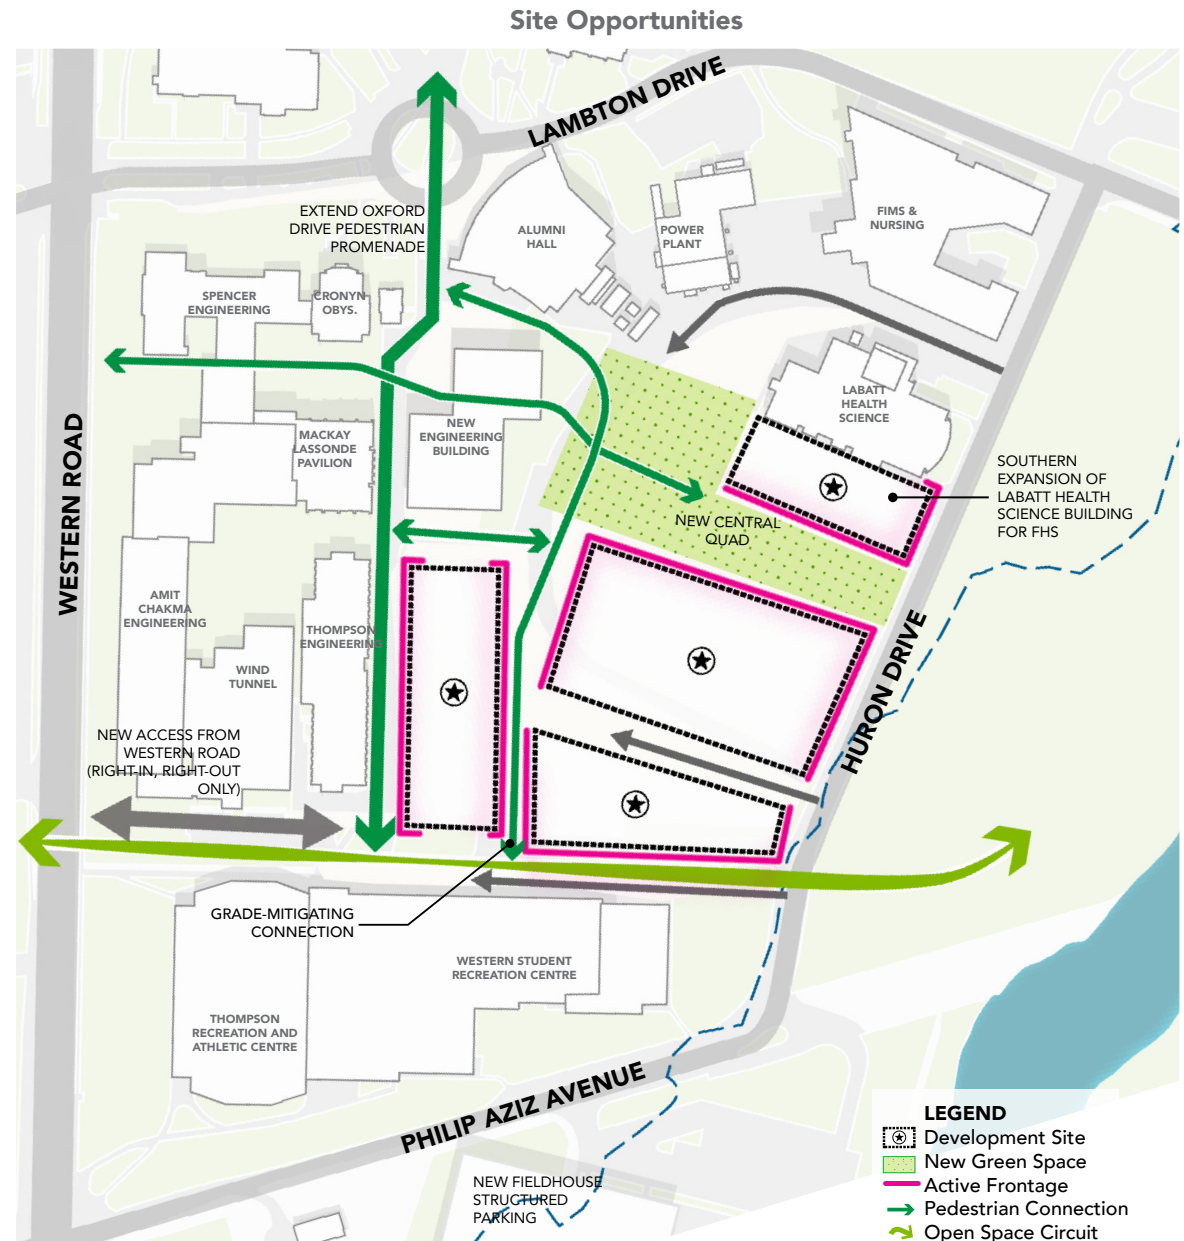 Site Opportunities
LAMBTON DRIVE
EXTEND OXFORD
DRIVE PEDESTRIAN
PROMENADE
ALUMNI
HALL
POWER
PLANT
FIMS &
NURSING
SPENCER
ENGINEERING
CRONYN
OBYS.
LABATT
HEALTH
SCIENCE
WESTERN ROAD
MACKAY
LASSONDE
PAVILION
NEW
ENGINEERING
BUILDING
SOUTHERN
EXPANSION OF
LABATT HEALTH
SCIENCE BUILDING
FOR FHS
NEW CENTRAL
QUAD
AMIT
CHAKMA
ENGINEERING
THOMPSON
ENGINEERING
WIND
TUNNEL
HURON DRIVE
NEW ACCESS FROM
WESTERN ROAD
(RIGHT-IN, RIGHT-OUT
ONLY)
GRADE-MITIGATING
CONNECTION
WESTERN STUDENT
RECREATION CENTRE
THOMPSON
RECREATION AND
ATHLETIC CENTRE
PHILIP AZIZ AVENUE
NEW FIELDHOUSE
STRUCTURED
PARKING
LEGEND
Development Site
New Green Space
Active Frontage
Pedestrian Connection
Open Space Circuit